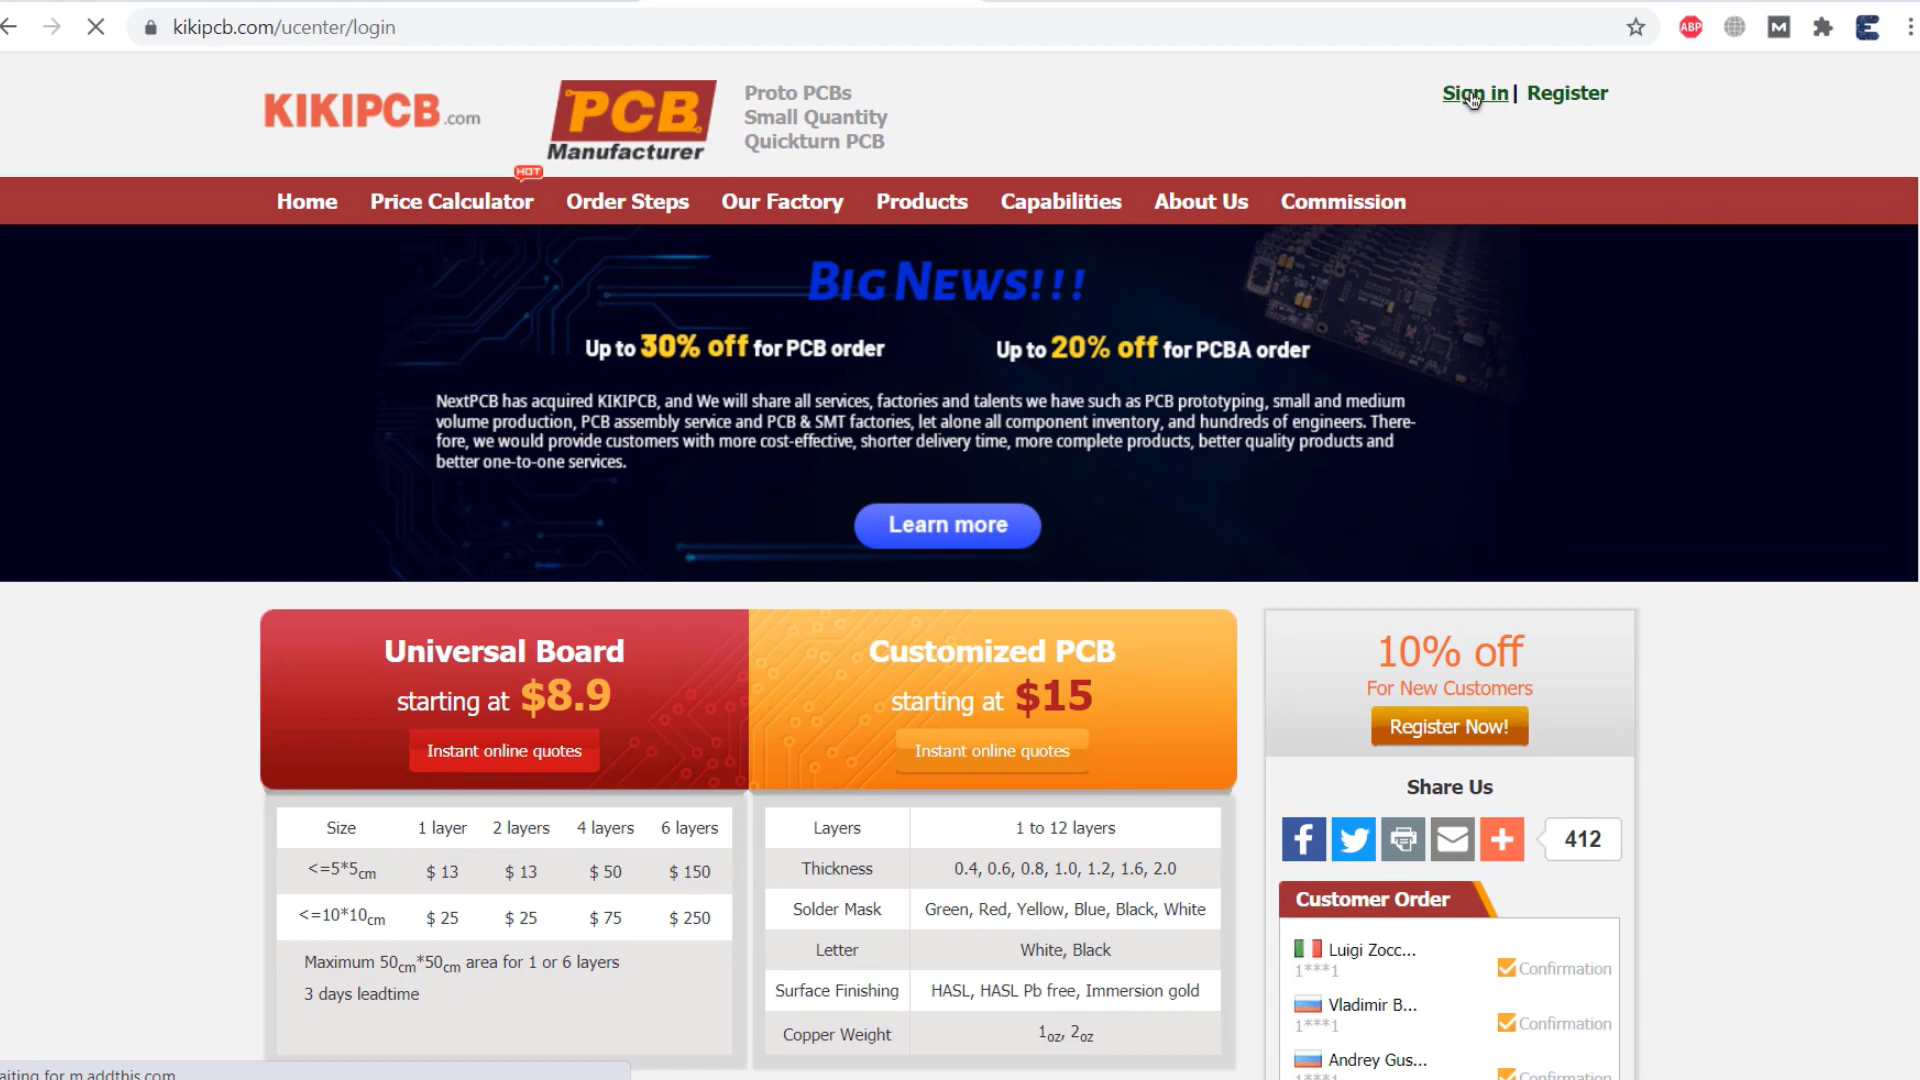 kikipcb.com/ucenter/login
ABP
M
E
KIKIPCB.com
PCB
Manufacturer
Proto PCBs
Small Quantity
Quickturn PCB
Sign in | Register
HOT
Home Price Calculator Order Steps Our Factory Products Capabilities About Us Commission
BIG NEWS!!!
Up to 30% off for PCB order
Up to 20% off for PCBA order
NextPCB has acquired KIKIPCB, and We will share all services, factories and talents we have such as PCB prototyping, small and medium
volume production, PCB assembly service and PCB & SMT factories, let alone all component inventory, and hundreds of engineers. There-
fore, we would provide customers with more cost-effective, shorter delivery time, more complete products, better quality products and
better one-to-one services.
Learn more
Universal Board
starting at $8.9
Instant online quotes
Size 1 layer 2 layers 4 layers 6 layers
<=5*5cm $ 13 $ 13 $ 50 $ 150
<=10*10cm $ 25 $ 25 $ 75 $ 250
Maximum 50cm*50cm area for 1 or 6 layers
3 days leadtime
Customized PCB
starting at $15
Instant online quotes
Layers 1 to 12 layers
Thickness 0.4, 0.6, 0.8, 1.0, 1.2, 1.6, 2.0
Solder Mask Green, Red, Yellow, Blue, Black, White
Letter White, Black
Surface Finishing HASL, HASL Pb free, Immersion gold
Copper Weight 1oz, 2oz
10% off
For New Customers
Register Now!
Share Us
412
Customer Order
Luigi Zocc...
1***1 Confirmation
Vladimir B...
1***1 Confirmation
Andrey Gus...
1***1 Confirmation
aiting for m.addthis.com